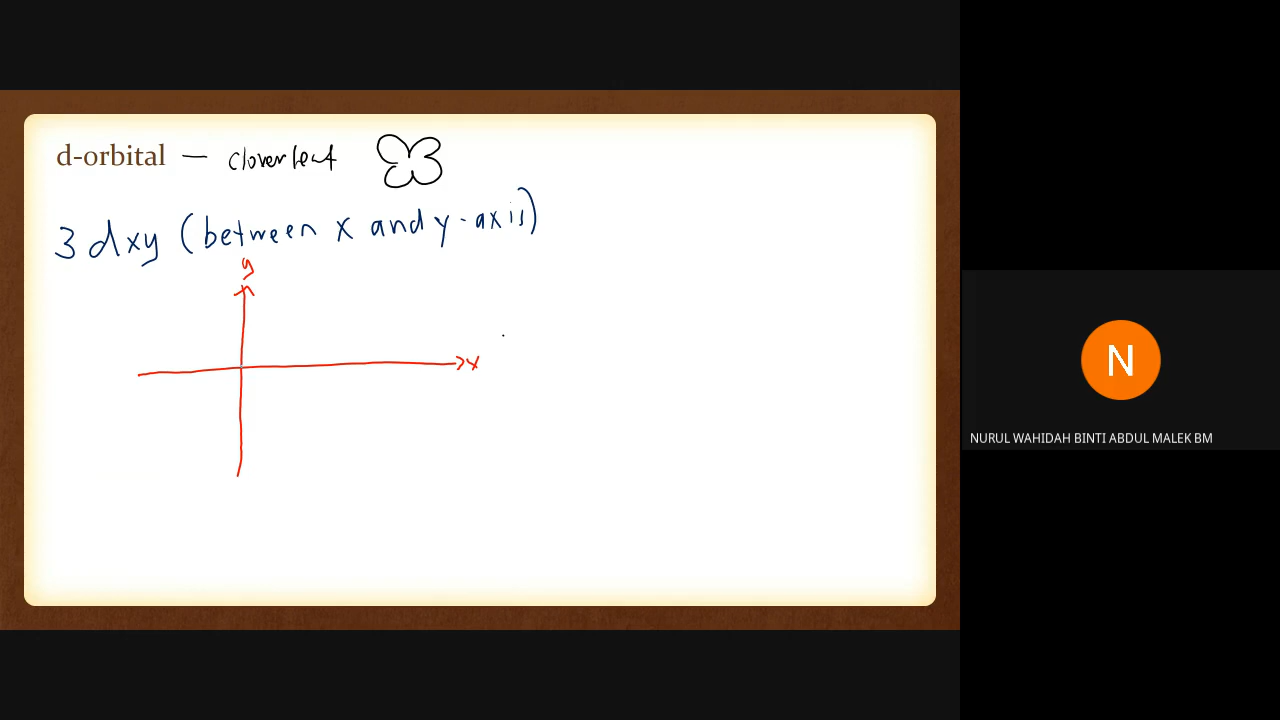 d-orbital — cloverleaf
3dxy (between x and y-axis)
y
x
N
NURUL WAHIDAH BINTI ABDUL MALEK BM